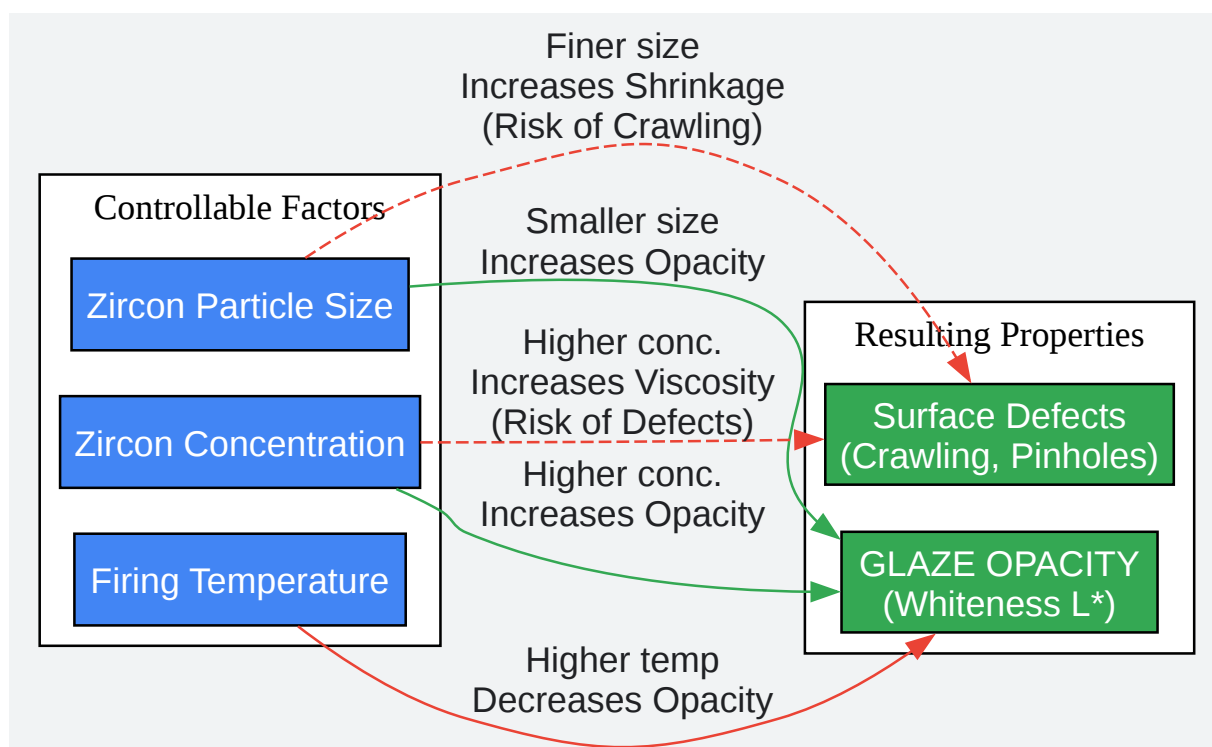 Finer size
Increases Shrinkage
(Risk of Crawling)
Controllable Factors
Zircon Particle Size
Zircon Concentration
Firing Temperature
Smaller size
Increases Opacity
Higher conc.
Increases Viscosity
(Risk of Defects)
Higher conc.
Increases Opacity
Higher temp
Decreases Opacity
Resulting Properties
Surface Defects
(Crawling, Pinholes)
GLAZE OPACITY
(Whiteness L*)